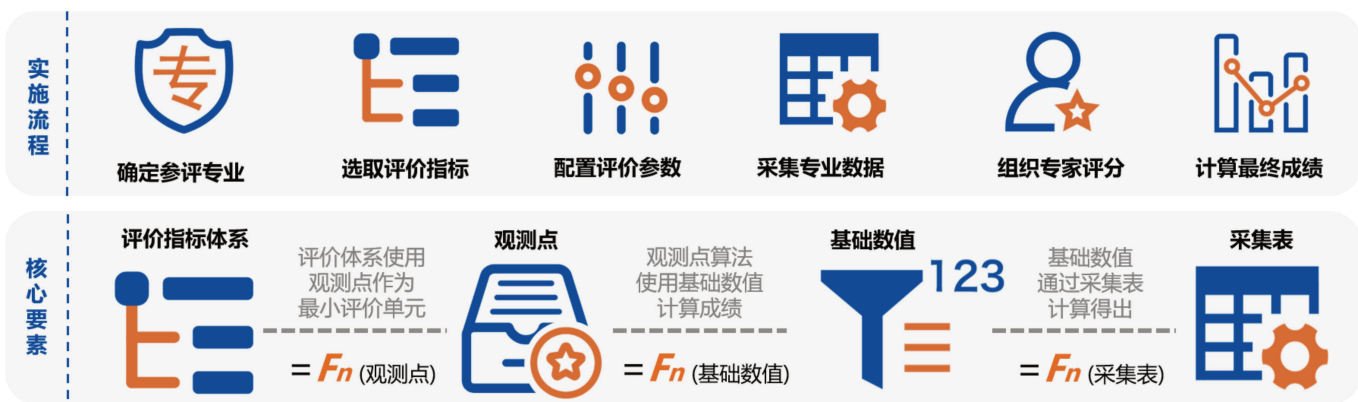 实施流程
专
确定参评专业
选取评价指标
配置评价参数
采集专业数据
组织专家评分
计算最终成绩
核心要素
评价指标体系
评价体系使用
观测点作为
最小评价单元
= Fn (观测点)
观测点
观测点算法
使用基础数值
计算成绩
= Fn (基础数值)
基础数值
123
基础数值
通过采集表
计算得出
= Fn (采集表)
采集表